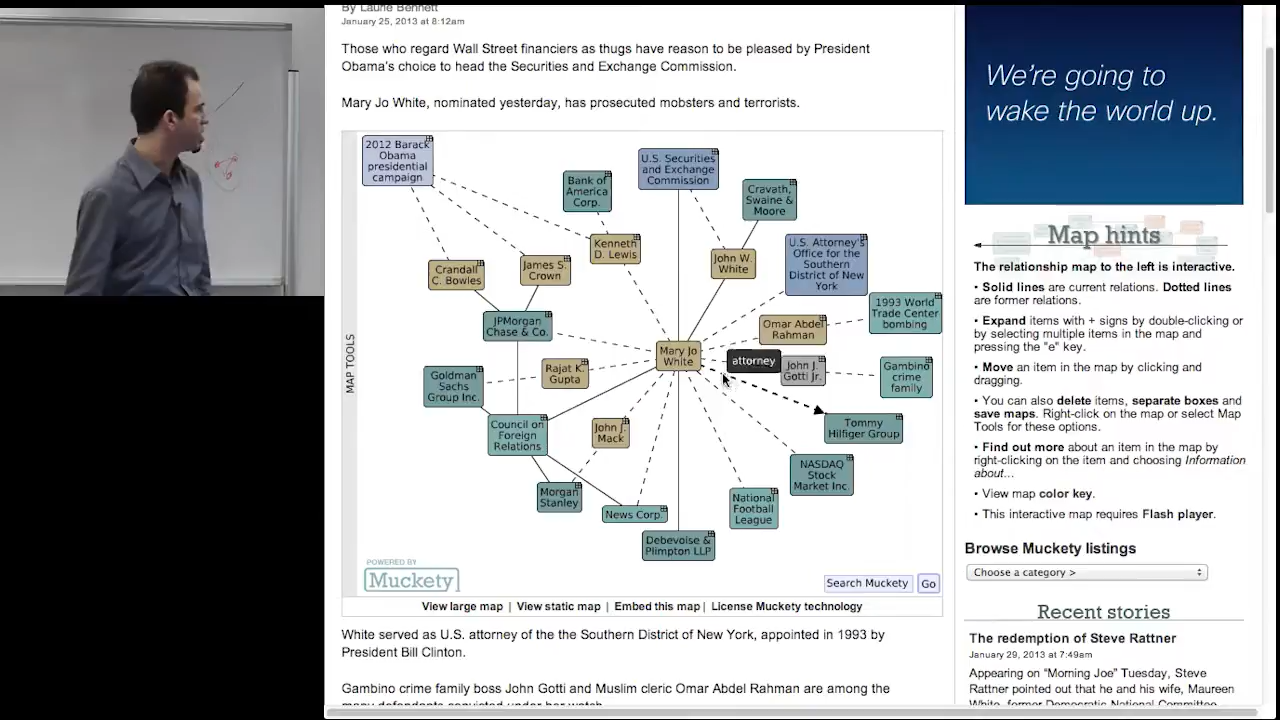 By Laurie Bennett
January 25, 2013 at 8:12am
Those who regard Wall Street financiers as thugs have reason to be pleased by President
Obama's choice to head the Securities and Exchange Commission.
Mary Jo White, nominated yesterday, has prosecuted mobsters and terrorists.
MAP TOOLS
2012 Barack
Obama
presidential
campaign
Bank of
America
Corp.
U.S. Securities
and Exchange
Commission
Cravath,
Swaine &
Moore
Kenneth
D. Lewis
John W.
White
U.S. Attorney's
Office for the
Southern
District of New
York
Crandall
C. Bowles
James S.
Crown
1993 World
Trade Center
bombing
JPMorgan
Chase & Co.
Omar Abdel
Rahman
Mary Jo
White
attorney
John J.
Gotti Jr.
Gambino
crime
family
Goldman
Sachs
Group Inc.
Rajat K.
Gupta
Council on
Foreign
Relations
John J.
Mack
Tommy
Hilfiger Group
NASDAQ
Stock
Market Inc.
Morgan
Stanley
News Corp.
National
Football
League
Debevoise &
Plimpton LLP
POWERED BY
Muckety
Search Muckety
Go
View large map | View static map | Embed this map | License Muckety technology
White served as U.S. attorney of the the Southern District of New York, appointed in 1993 by
President Bill Clinton.
Gambino crime family boss John Gotti and Muslim cleric Omar Abdel Rahman are among the
many defendants convicted under her watch.
We're going to
wake the world up.
Map hints
The relationship map to the left is interactive.
• Solid lines are current relations. Dotted lines
are former relations.
• Expand items with + signs by double-clicking or
by selecting multiple items in the map and
pressing the "e" key.
• Move an item in the map by clicking and
dragging.
• You can also delete items, separate boxes and
save maps. Right-click on the map or select Map
Tools for these options.
• Find out more about an item in the map by
right-clicking on the item and choosing Information
about...
• View map color key.
• This interactive map requires Flash player.
Browse Muckety listings
Choose a category >
Recent stories
The redemption of Steve Rattner
January 29, 2013 at 7:49am
Appearing on "Morning Joe" Tuesday, Steve
Rattner pointed out that he and his wife, Maureen
White, former Democratic National Committee